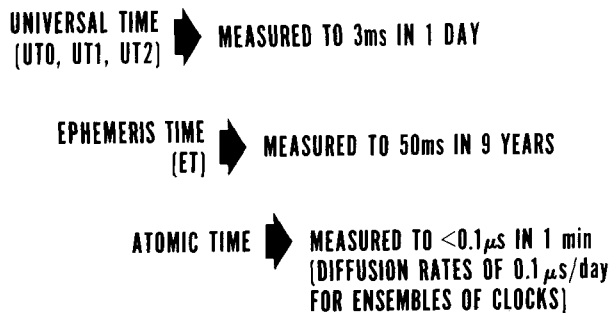 UNIVERSAL TIME
(UT0, UT1, UT2)
MEASURED TO 3ms IN 1 DAY
EPHEMERIS TIME
(ET)
MEASURED TO 50ms IN 9 YEARS
ATOMIC TIME
MEASURED TO <0.1μs IN 1 min
(DIFFUSION RATES OF 0.1 μs/day
FOR ENSEMBLES OF CLOCKS)